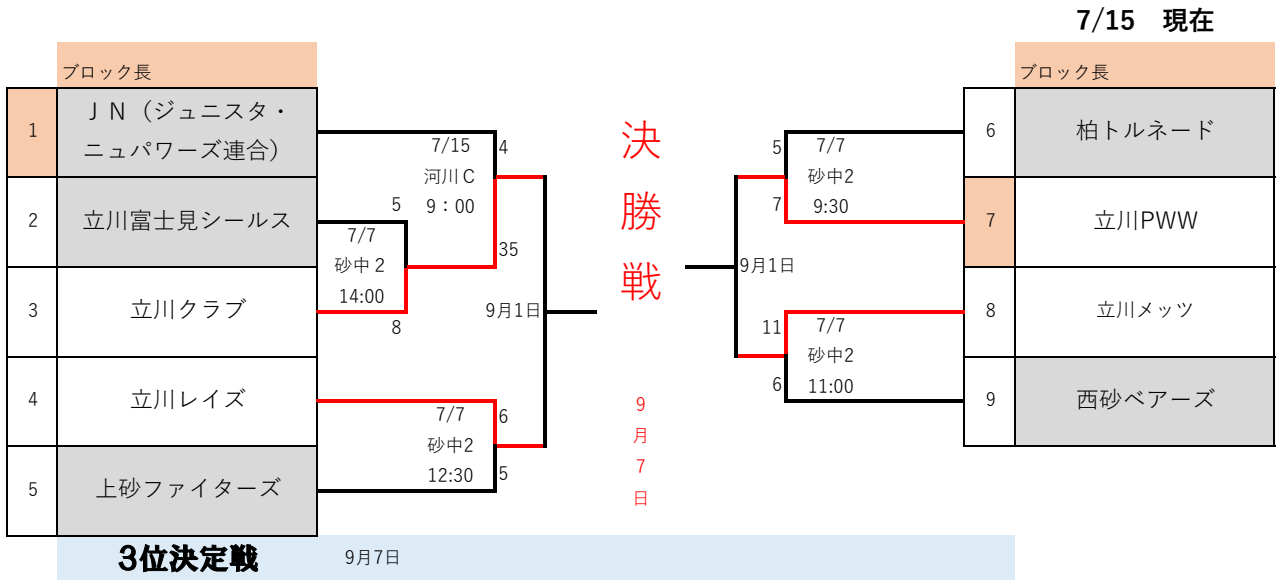 7/15　現在
ブロック長
ブロック長
1
ＪＮ（ジュニスタ・
ニュパワーズ連合）
2
立川富士見シールス
3
立川クラブ
4
立川レイズ
5
上砂ファイターズ
7/15
河川Ｃ
9：00
4
35
5
7/7
砂中２
14:00
8
9月1日
7/7
砂中2
12:30
6
5
決
勝
戦
9
月
7
日
5
7/7
砂中2
9:30
7
9月1日
11
7/7
砂中2
11:00
6
6
柏トルネード
7
立川PWW
8
立川メッツ
9
西砂ベアーズ
3位決定戦
9月7日